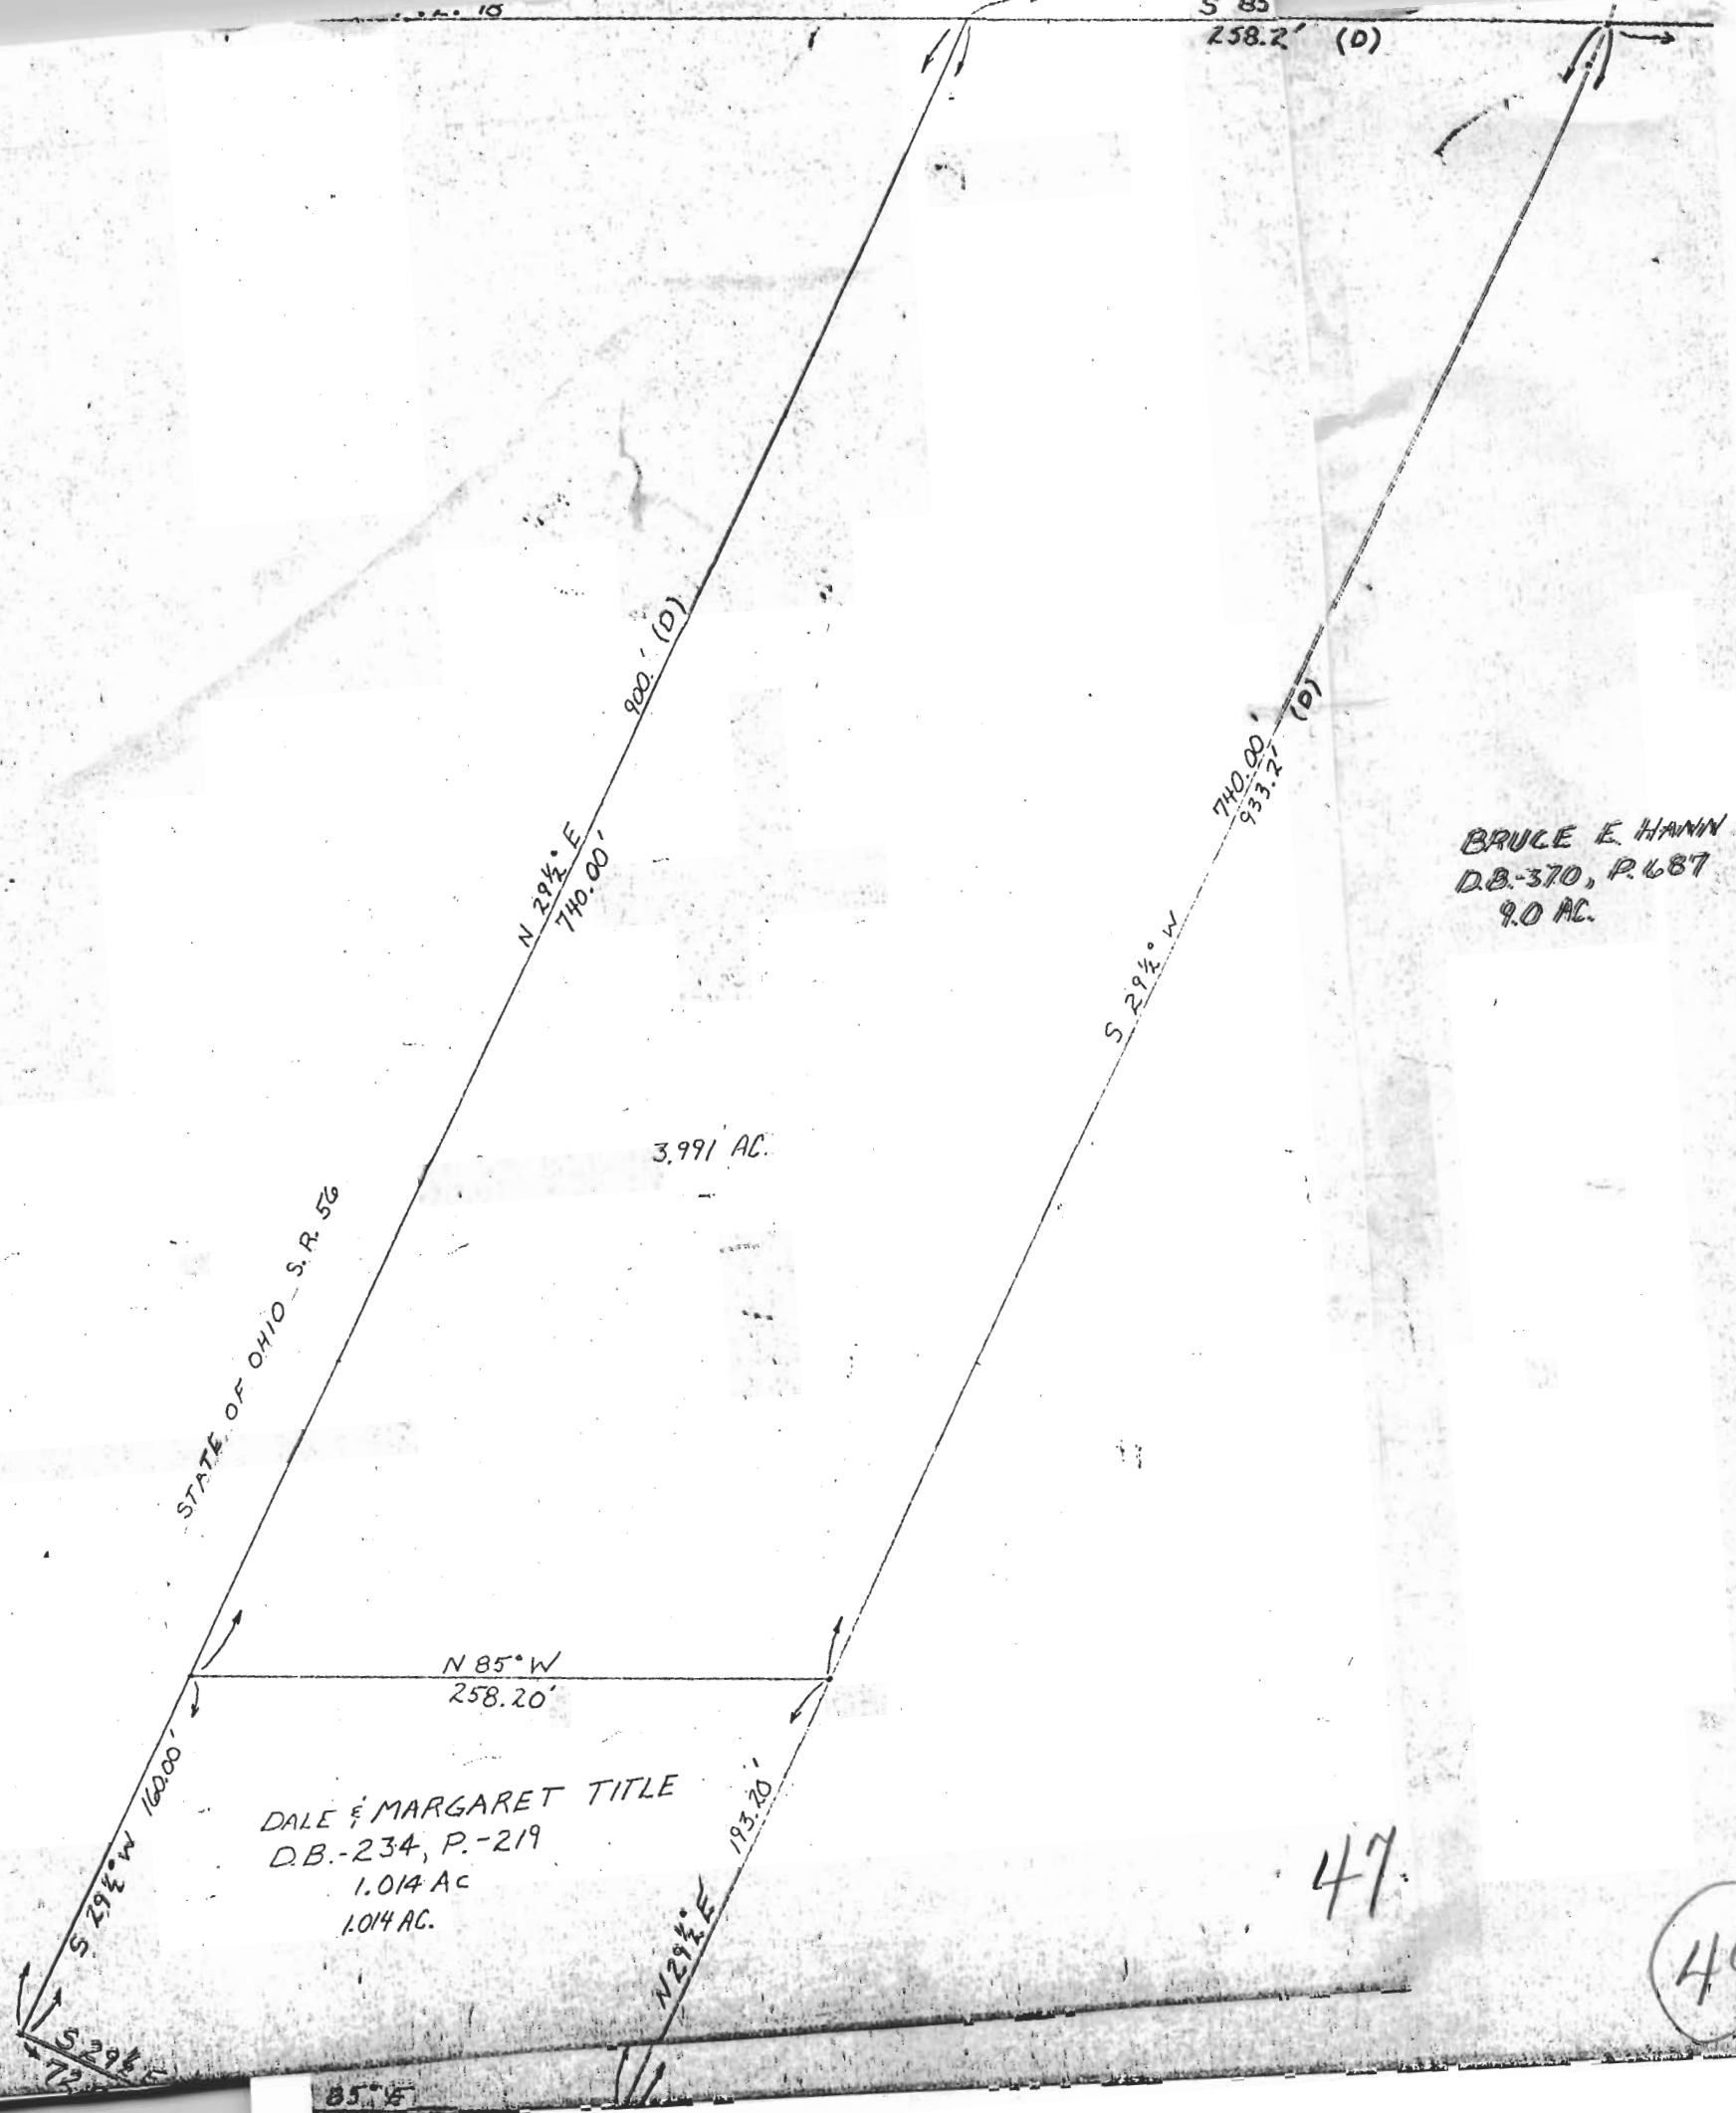 S 85
258.2' (D)
900.' (D)
N 29½° E
740.00'
740.00'
933.2' (D)
S 29½° W
BRUCE E. HANN
D.B.-370, P. 687
9.0 AC.
3.991 AC.
STATE OF OHIO - S.R. 56
N 85° W
258.20'
S 29½° W 160.00'
DALE & MARGARET TITLE
D.B.-234, P.-219
1.014 AC
1.014 AC.
N 29½° E 193.20'
47
S 29½ E
85° E